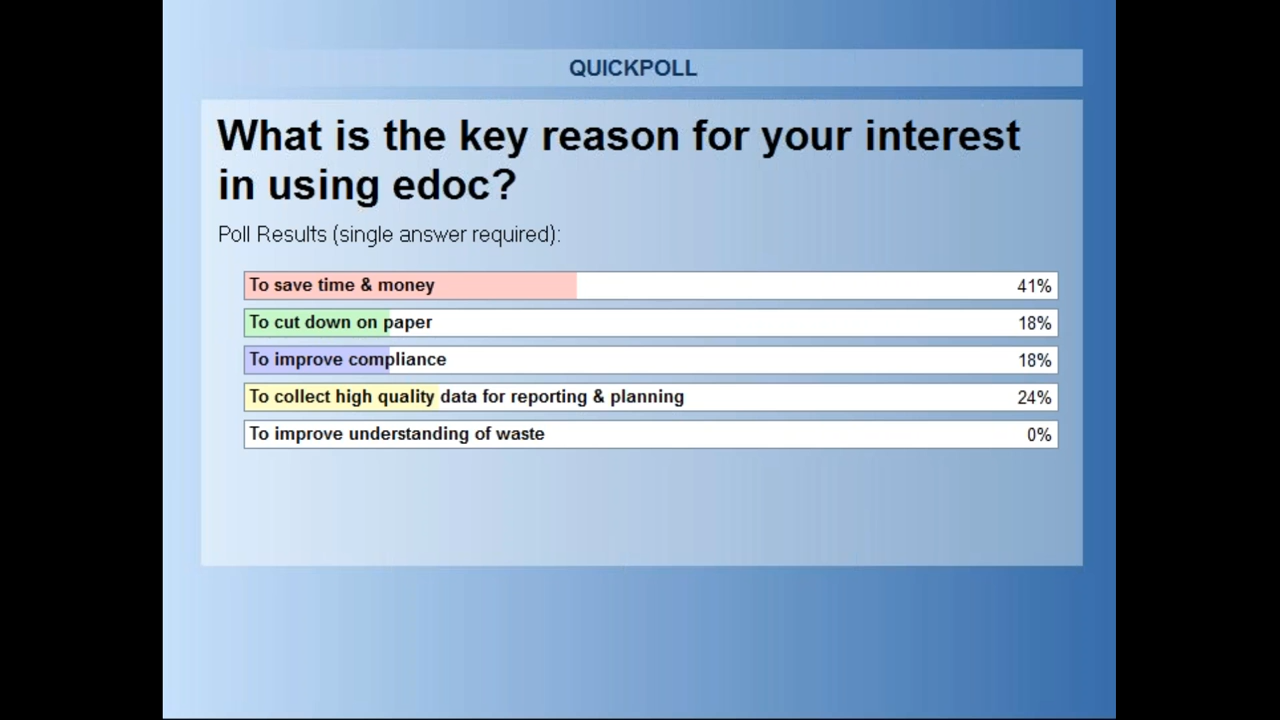 QUICKPOLL
What is the key reason for your interest
in using edoc?
Poll Results (single answer required):
To save time & money 41%
To cut down on paper 18%
To improve compliance 18%
To collect high quality data for reporting & planning 24%
To improve understanding of waste 0%